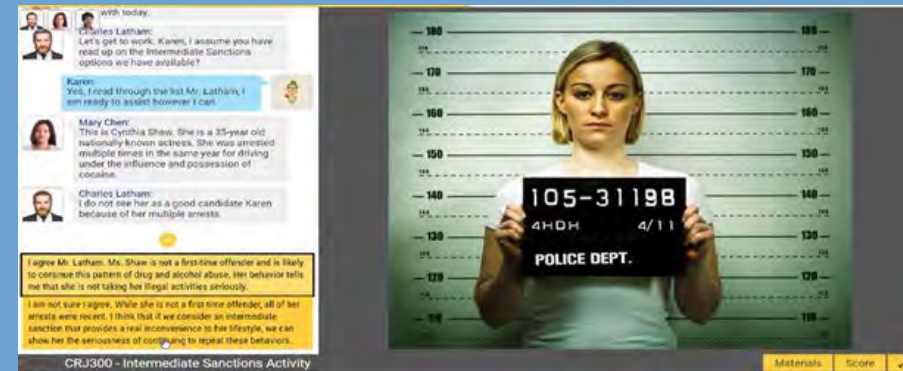 with today.
Charles Latham:
Let's get to work. Karen, I assume you have
read up on the Intermediate Sanctions
options we have available?
Karen:
Yes, I read through the list Mr. Latham, I
am ready to assist however I can.
Mary Chen:
This is Cynthia Shaw. She is a 35-year old
nationally-known actress. She was arrested
multiple times in the same year for driving
under the influence and possession of
cocaine.
Charles Latham:
I do not see her as a good candidate Karen
because of her multiple arrests.
I agree Mr. Latham. Ms. Shaw is not a first-time offender and is likely
to continue this pattern of drug and alcohol abuse. Her behavior tells
me that she is not taking her illegal activities seriously.
I am not sure I agree. While she is not a first-time offender, all of her
arrests were recent. I think that if we consider an intermediate
sanction that provides a real inconvenience to her lifestyle, we can
show her the seriousness of continuing to repeat these behaviors.
CRJ300 - Intermediate Sanctions Activity
180 180
170 170
160 160
150 150
140 140
130 130
120 120
110 110
105-31198
4HDH 4/11
POLICE DEPT.
Materials Score